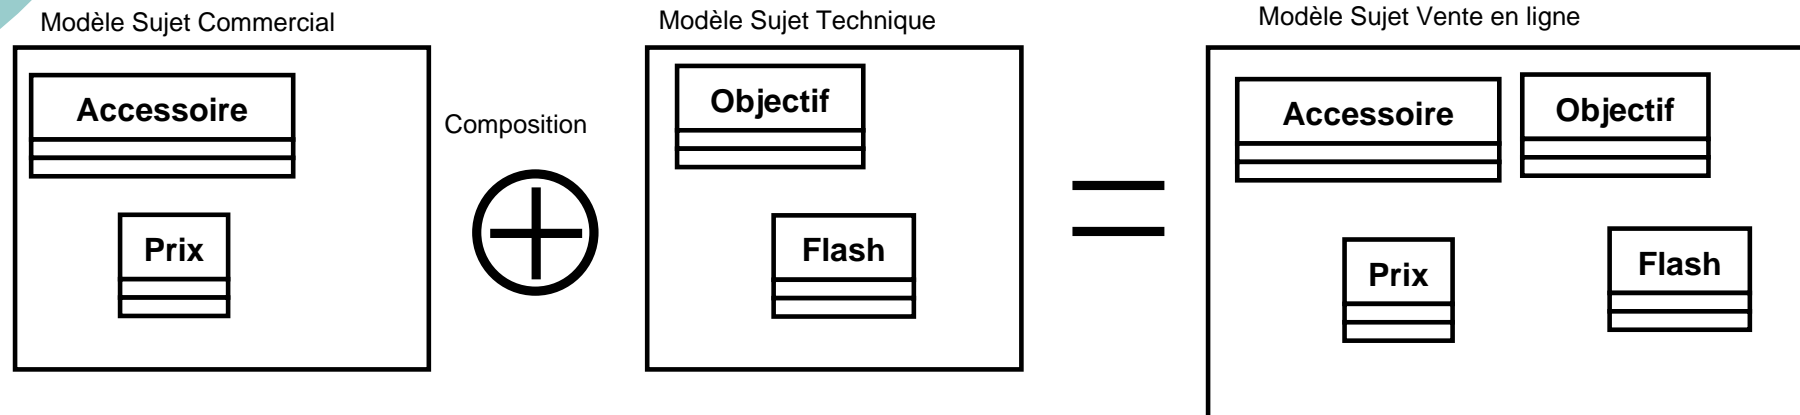 Modèle Sujet Commercial
Accessoire
Prix
Composition
Modèle Sujet Technique
Objectif
Flash
Modèle Sujet Vente en ligne
Accessoire
Objectif
Prix
Flash